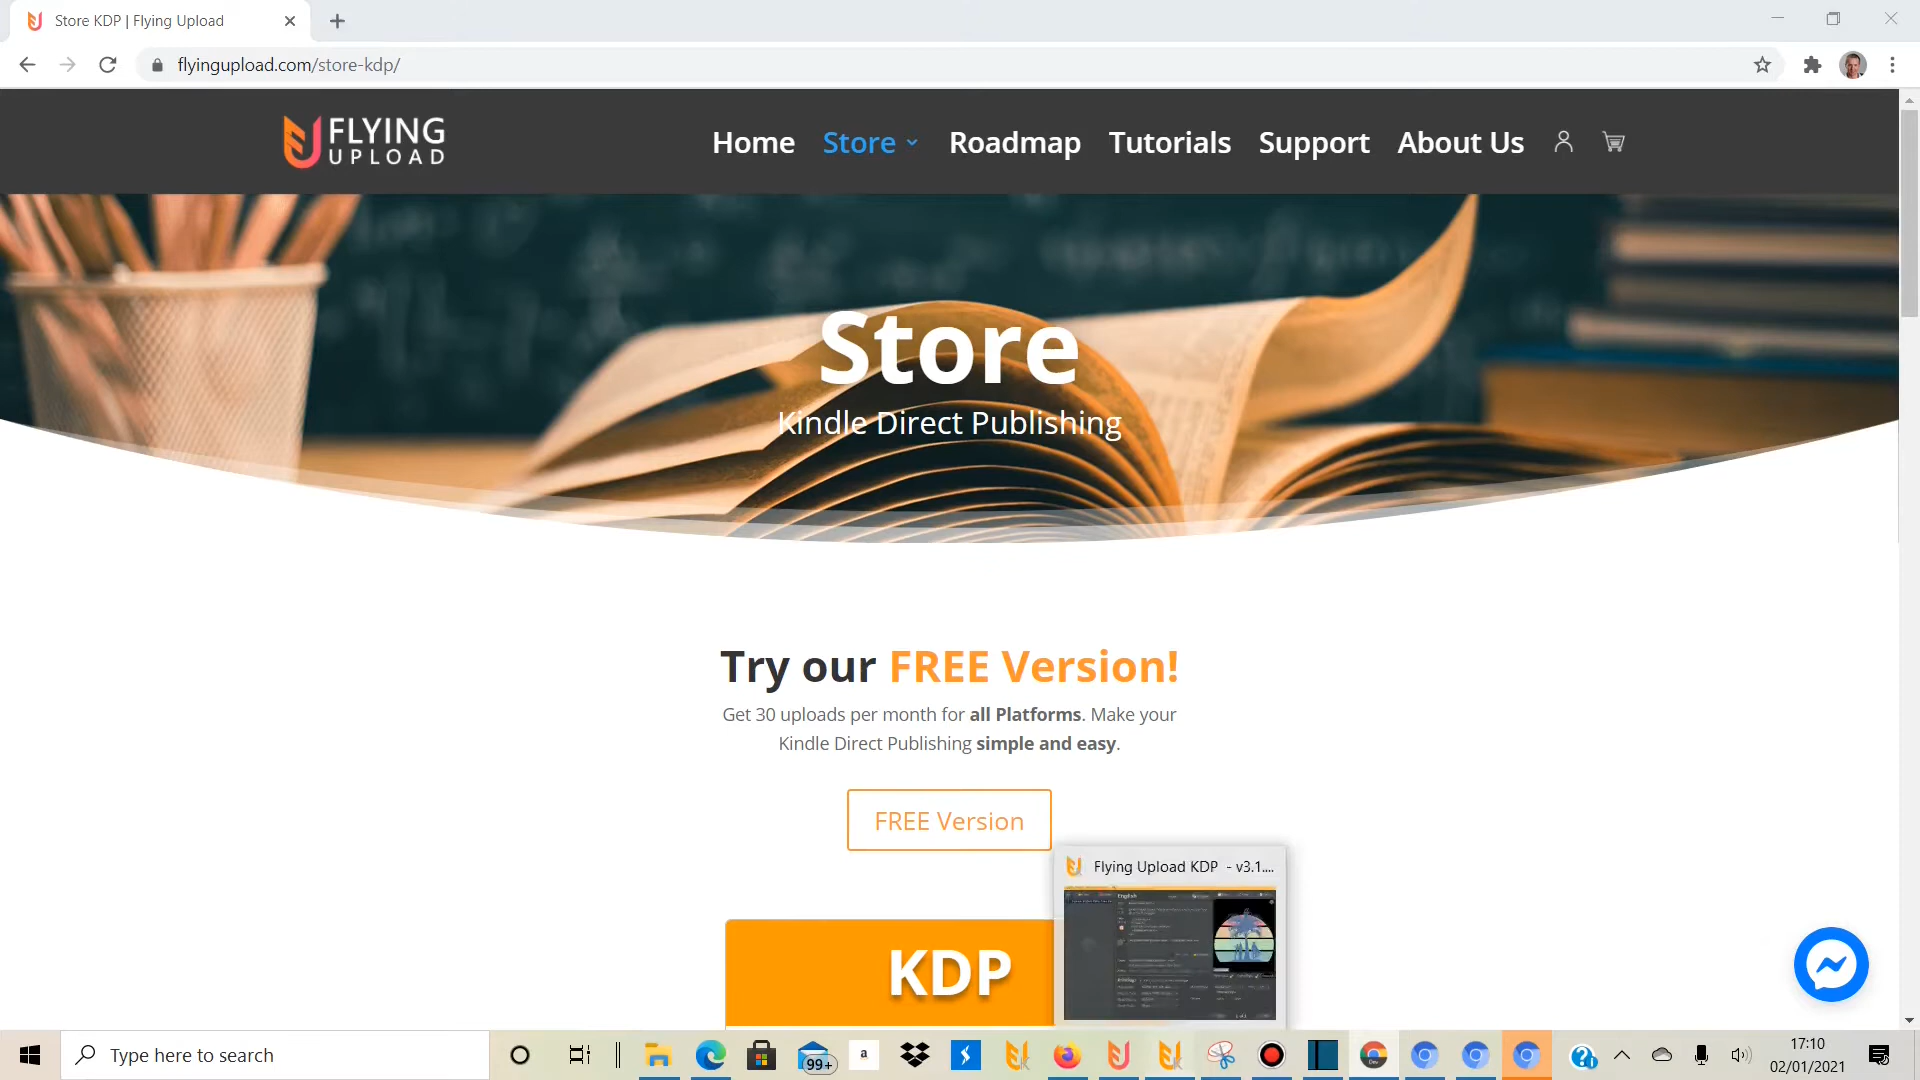 Store KDP | Flying Upload
flyingupload.com/store-kdp/
FLYING
UPLOAD
Home
Store
Roadmap
Tutorials
Support
About Us
Store
Kindle Direct Publishing
Try our FREE Version!
Get 30 uploads per month for all Platforms. Make your
Kindle Direct Publishing simple and easy.
FREE Version
Flying Upload KDP - v3.1....
English
KDP
Type here to search
99+
a
Dev
17:10
02/01/2021